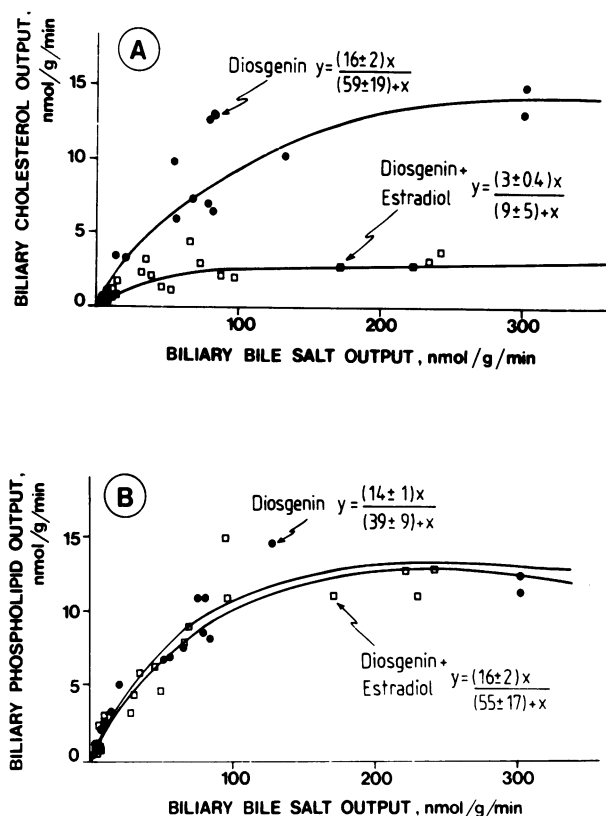 A
BILIARY CHOLESTEROL OUTPUT,
nmol/g/min
15
10
5
0
Diosgenin y= (16±2)x
(59±19)+x
Diosgenin+
Estradiol y= (3±0.4)x
(9±5)+x
100 200 300
BILIARY BILE SALT OUTPUT, nmol/g/min
B
BILIARY PHOSPHOLIPID OUTPUT,
nmol/g/min
15
10
5
0
Diosgenin y= (14±1)x
(39±9)+x
Diosgenin+
Estradiol y= (16±2)x
(55±17)+x
100 200 300
BILIARY BILE SALT OUTPUT, nmol/g/min